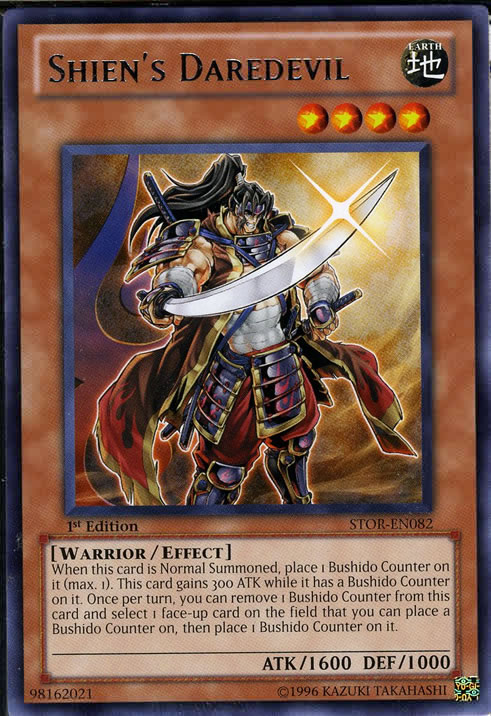 SHIEN'S DAREDEVIL
EARTH
地
1st Edition
STOR-EN082
[WARRIOR / EFFECT]
When this card is Normal Summoned, place 1 Bushido Counter on
it (max. 1). This card gains 300 ATK while it has a Bushido Counter
on it. Once per turn, you can remove 1 Bushido Counter from this
card and select 1 face-up card on the field that you can place a
Bushido Counter on, then place 1 Bushido Counter on it.
ATK/1600 DEF/1000
98162021
©1996 KAZUKI TAKAHASHI